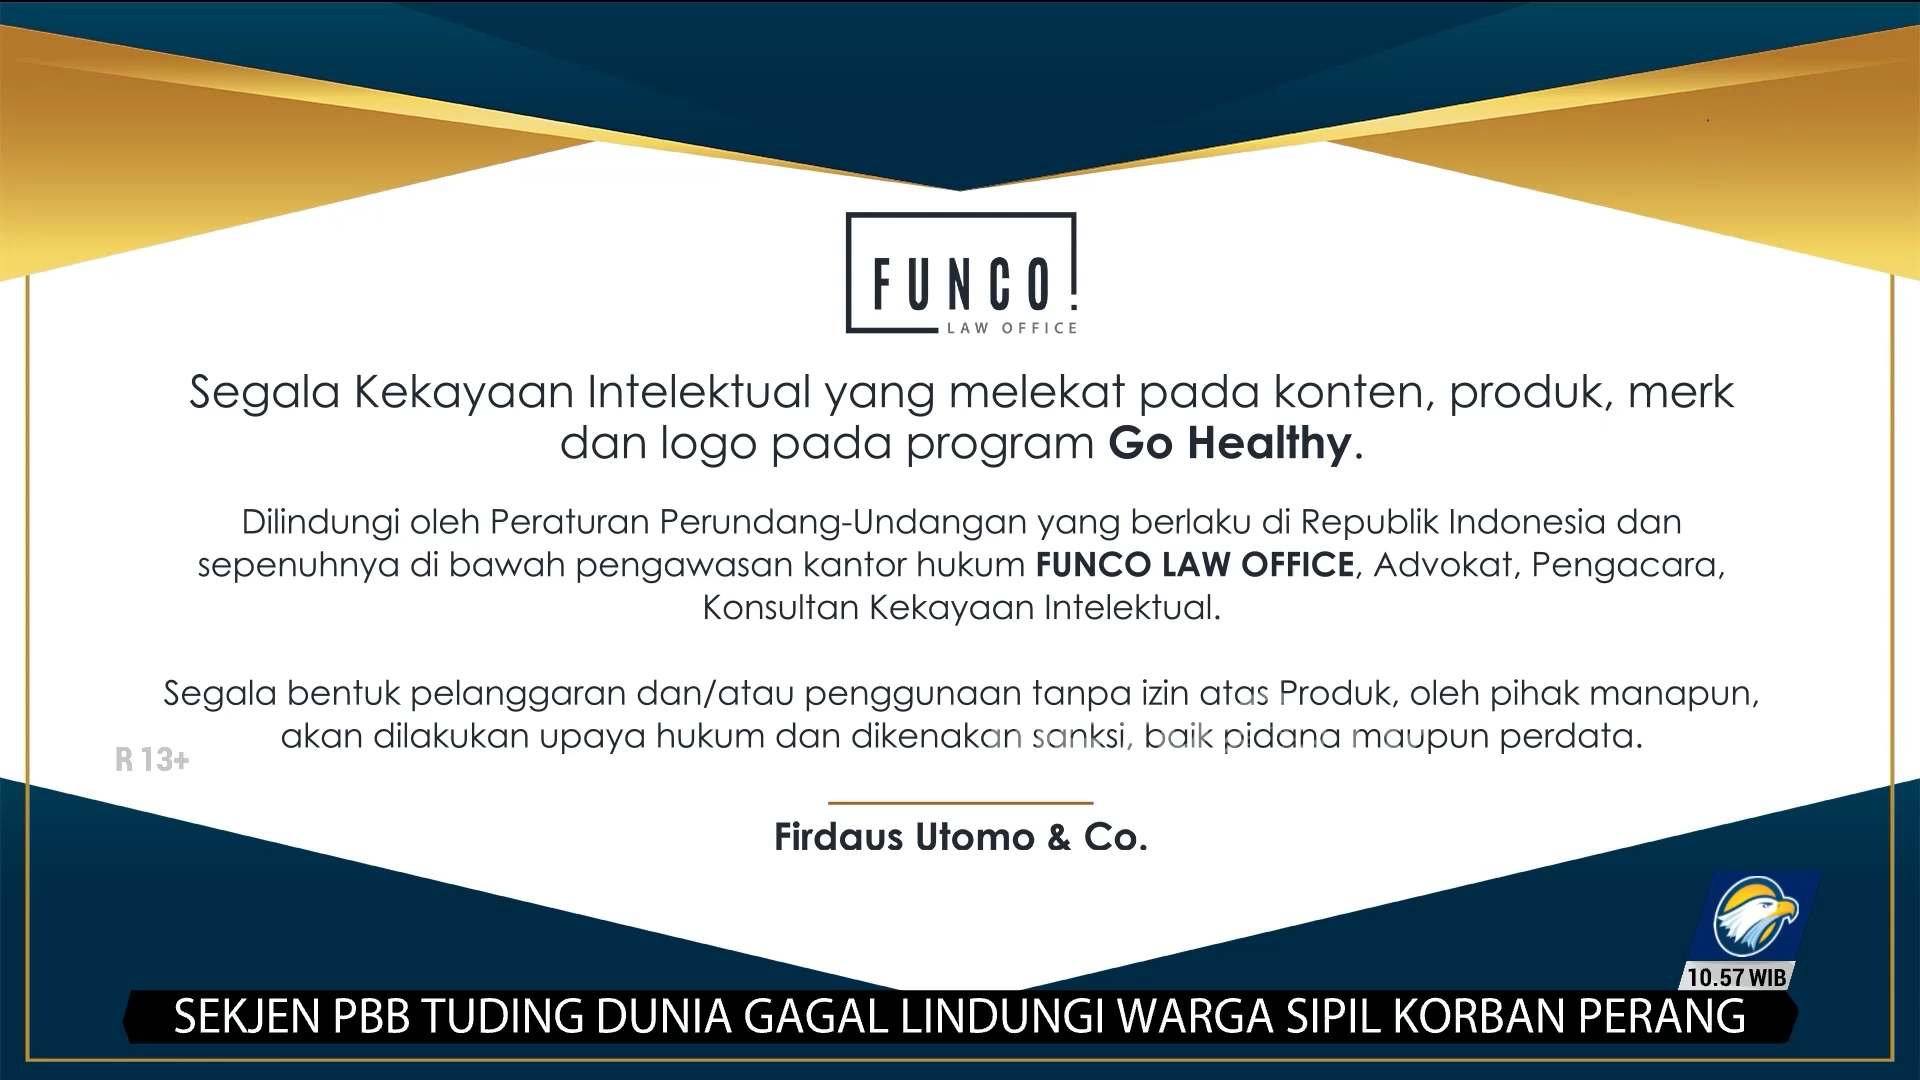 FUNCO
LAW OFFICE
Segala Kekayaan Intelektual yang melekat pada konten, produk, merk
dan logo pada program Go Healthy.
Dilindungi oleh Peraturan Perundang-Undangan yang berlaku di Republik Indonesia dan
sepenuhnya di bawah pengawasan kantor hukum FUNCO LAW OFFICE, Advokat, Pengacara,
Konsultan Kekayaan Intelektual.
Segala bentuk pelanggaran dan/atau penggunaan tanpa izin atas Produk, oleh pihak manapun,
akan dilakukan upaya hukum dan dikenakan sanksi, baik pidana maupun perdata.
R 13+
Firdaus Utomo & Co.
10.57 WIB
SEKJEN PBB TUDING DUNIA GAGAL LINDUNGI WARGA SIPIL KORBAN PERANG